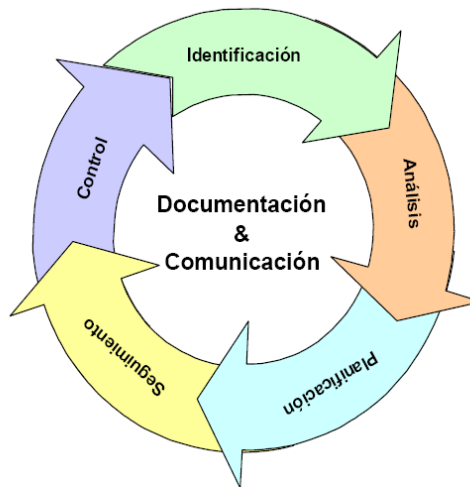 Identificación
Análisis
Planificación
Seguimiento
Control
Documentación
&
Comunicación